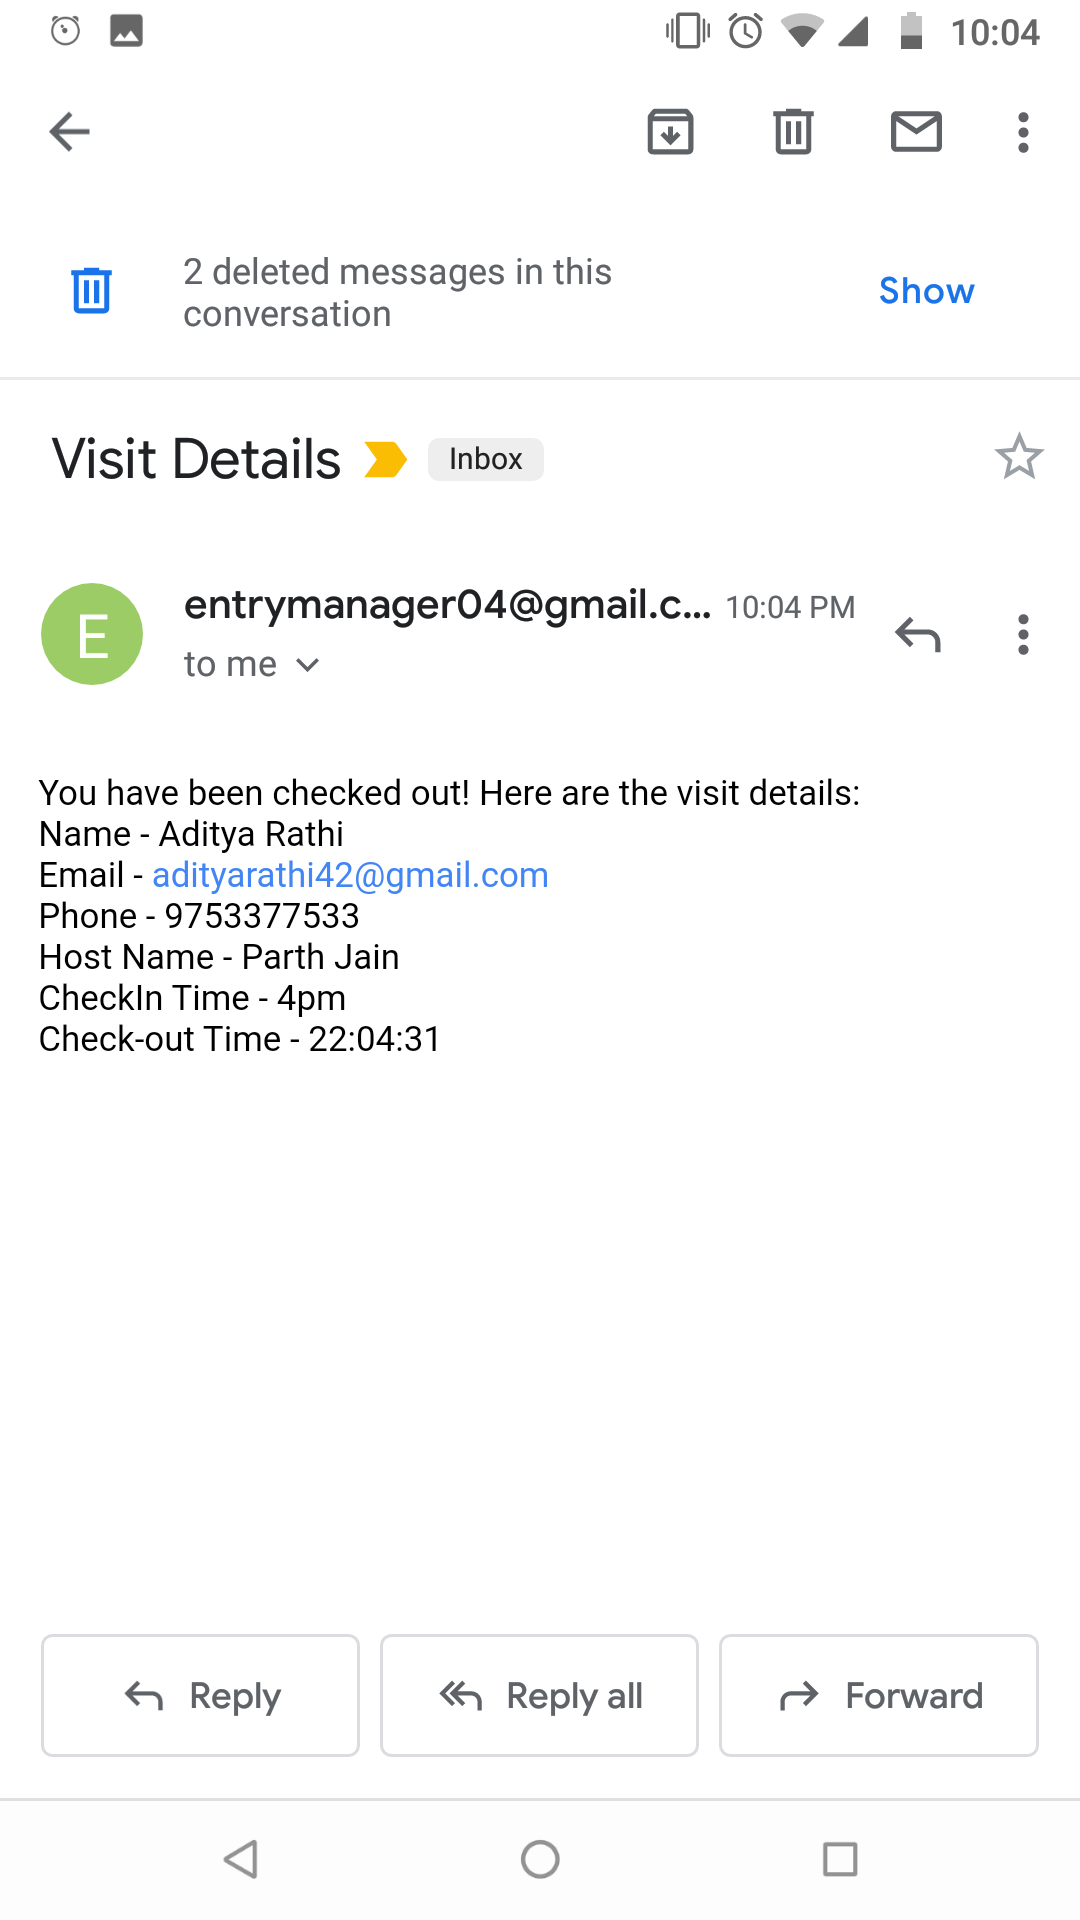 10:04
2 deleted messages in this
conversation
Show
Visit Details
Inbox
E
entrymanager04@gmail.c...
10:04 PM
to me
You have been checked out! Here are the visit details:
Name - Aditya Rathi
Email - adityarathi42@gmail.com
Phone - 9753377533
Host Name - Parth Jain
CheckIn Time - 4pm
Check-out Time - 22:04:31
Reply
Reply all
Forward